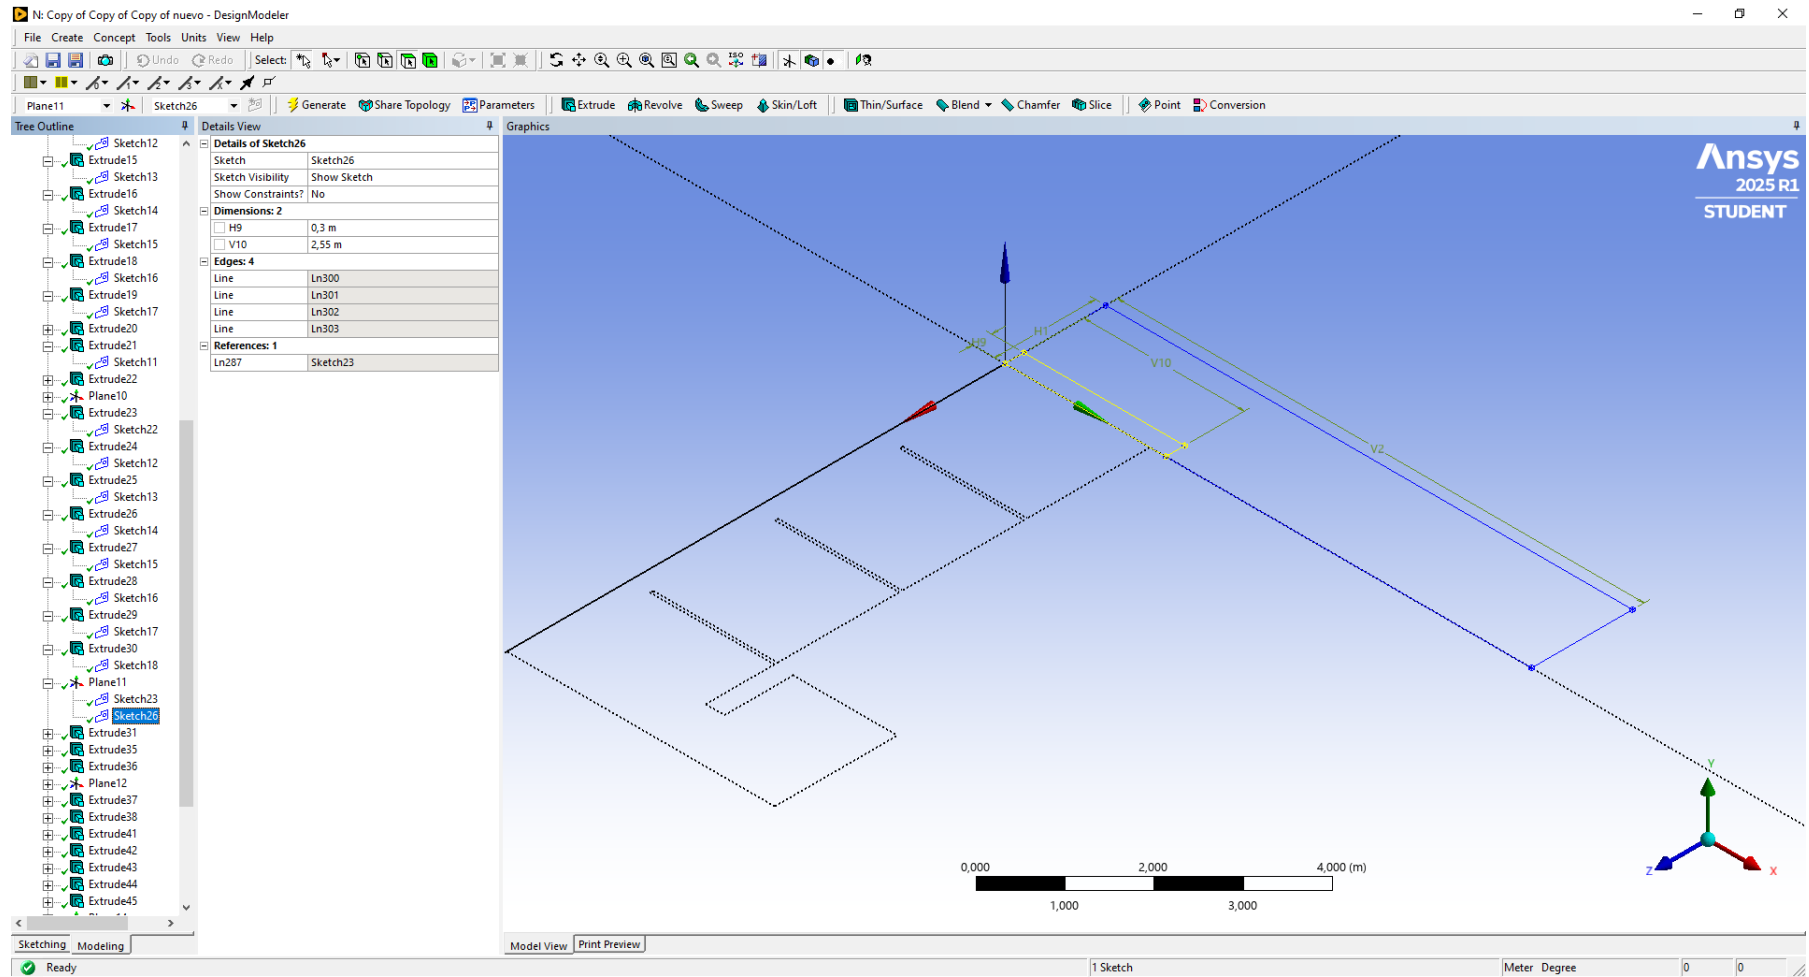 N: Copy of Copy of Copy of nuevo - DesignModeler
File Create Concept Tools Units View Help
Undo Redo Select: ISO
Plane11 Sketch26 Generate Share Topology Parameters Extrude Revolve Sweep Skin/Loft Thin/Surface Blend Chamfer Slice Point Conversion
Tree Outline
Sketch12
Extrude15
Sketch13
Extrude16
Sketch14
Extrude17
Sketch15
Extrude18
Sketch16
Extrude19
Sketch17
Extrude20
Extrude21
Sketch11
Extrude22
Plane10
Extrude23
Sketch22
Extrude24
Sketch12
Extrude25
Sketch13
Extrude26
Sketch14
Extrude27
Sketch15
Extrude28
Sketch16
Extrude29
Sketch17
Extrude30
Sketch18
Plane11
Sketch23
Sketch26
Extrude31
Extrude35
Extrude36
Plane12
Extrude37
Extrude38
Extrude41
Extrude42
Extrude43
Extrude44
Extrude45
Sketching Modeling
Details View
Details of Sketch26
Sketch Sketch26
Sketch Visibility Show Sketch
Show Constraints? No
Dimensions: 2
H9 0,3 m
V10 2,55 m
Edges: 4
Line Ln300
Line Ln301
Line Ln302
Line Ln303
References: 1
Ln287 Sketch23
Graphics
Ansys
2025 R1
STUDENT
H1
H9
V10
V2
0,000 2,000 4,000 (m)
1,000 3,000
Y
Z X
Model View Print Preview
Ready 1 Sketch Meter Degree 0 0